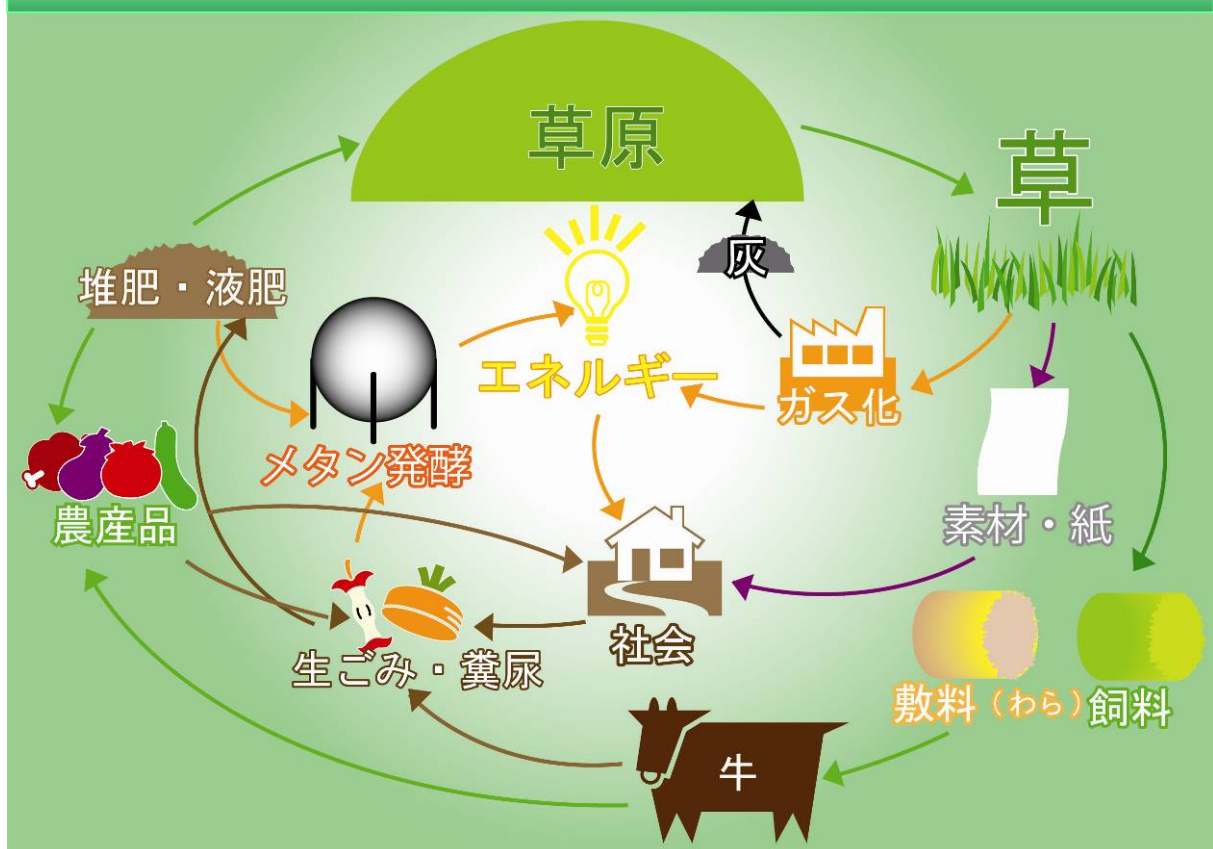 草原
草
灰
堆肥・液肥
エネルギー
ガス化
メタン発酵
農産品
素材・紙
社会
生ごみ・糞尿
敷料（わら）
飼料
牛